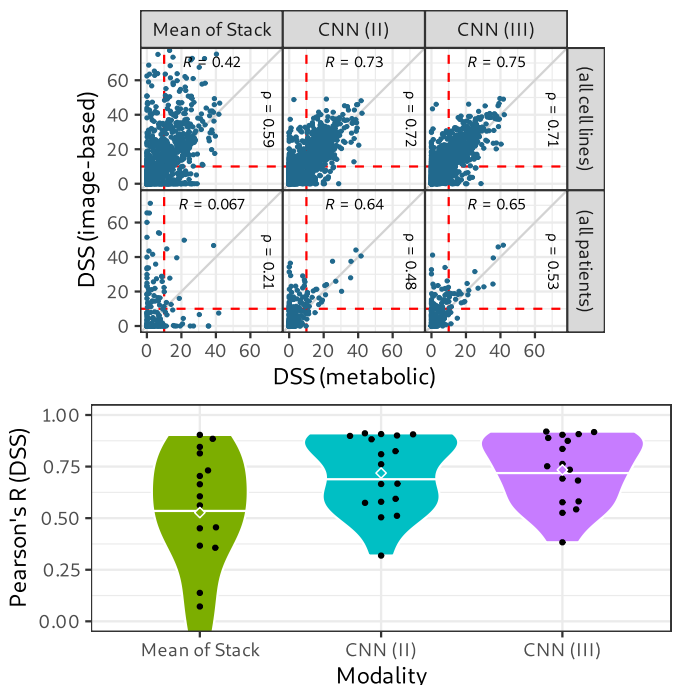 Mean of Stack CNN (II) CNN (III)
R = 0.42 R = 0.73 R = 0.75
ρ = 0.59 ρ = 0.72 ρ = 0.71
(all cell lines)
60
40
20
0
R = 0.067 R = 0.64 R = 0.65
ρ = 0.21 ρ = 0.48 ρ = 0.53
(all patients)
60
40
20
0
DSS (image-based)
0 20 40 60 0 20 40 60 0 20 40 60
DSS (metabolic)
Pearson's R (DSS)
1.00
0.75
0.50
0.25
0.00
Mean of Stack CNN (II) CNN (III)
Modality